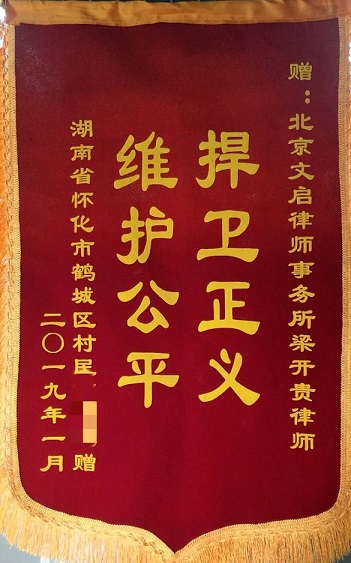 赠：北京文启律师事务所梁开贵律师
捍卫正义
维护公平
湖南省怀化市鹤城区村民 赠
二〇一九年一月